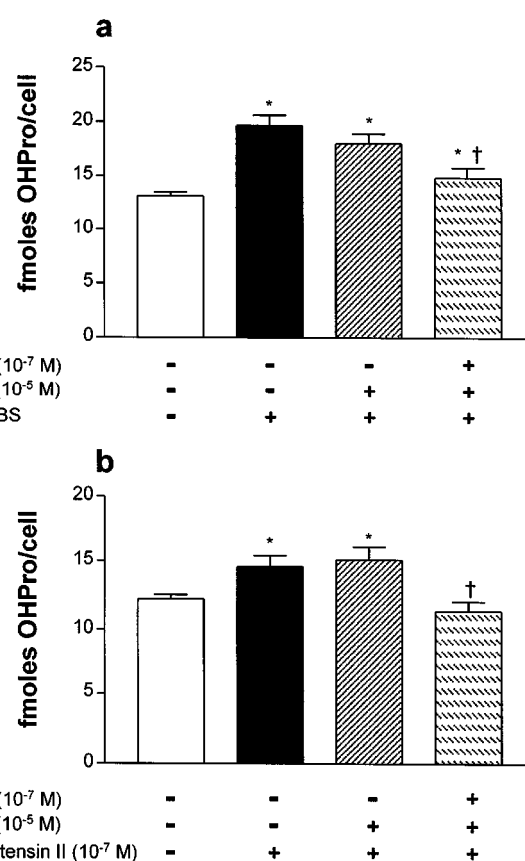 a
fmoles OHPro/cell
25
20
15
10
5
0
*
*
* †
(10⁻⁷ M) - - - +
(10⁻⁵ M) - - + +
BS - + + +
b
fmoles OHPro/cell
20
15
10
5
0
*
*
†
(10⁻⁷ M) - - - +
(10⁻⁵ M) - - + +
tensin II (10⁻⁷ M) - + + +